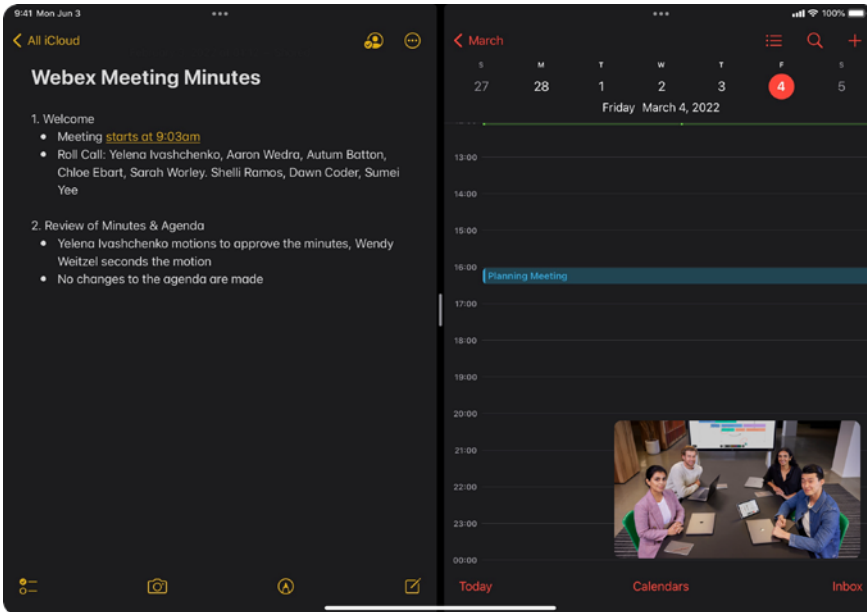 9:41 Mon Jun 3
100%
All iCloud
Webex Meeting Minutes
1. Welcome
Meeting starts at 9:03am
Roll Call: Yelena Ivashchenko, Aaron Wedra, Autum Batton,
Chloe Ebart, Sarah Worley. Shelli Ramos, Dawn Coder, Sumei
Yee
2. Review of Minutes & Agenda
Yelena Ivashchenko motions to approve the minutes, Wendy
Weitzel seconds the motion
No changes to the agenda are made
March
S M T W T F S
27 28 1 2 3 4 5
Friday March 4, 2022
13:00
14:00
15:00
16:00
Planning Meeting
17:00
18:00
19:00
20:00
21:00
22:00
23:00
00:00
Today Calendars Inbox